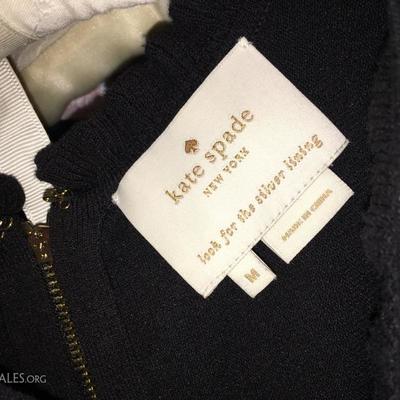 kate spade
NEW YORK
look for the silver lining
M
MADE IN CHINA
ALES.ORG